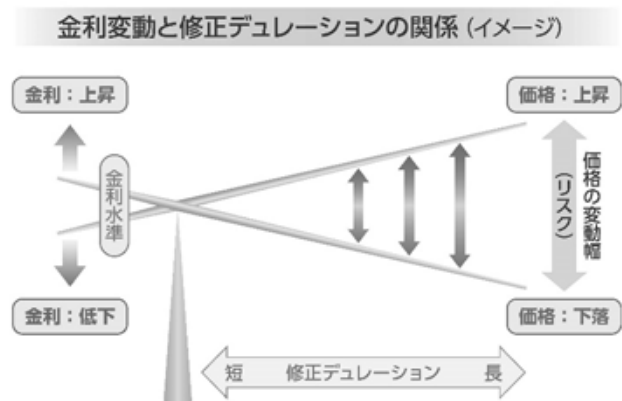 金利変動と修正デュレーションの関係（イメージ）
金利：上昇
価格：上昇
金利水準
価格の変動幅
（リスク）
金利：低下
価格：下落
短 修正デュレーション 長